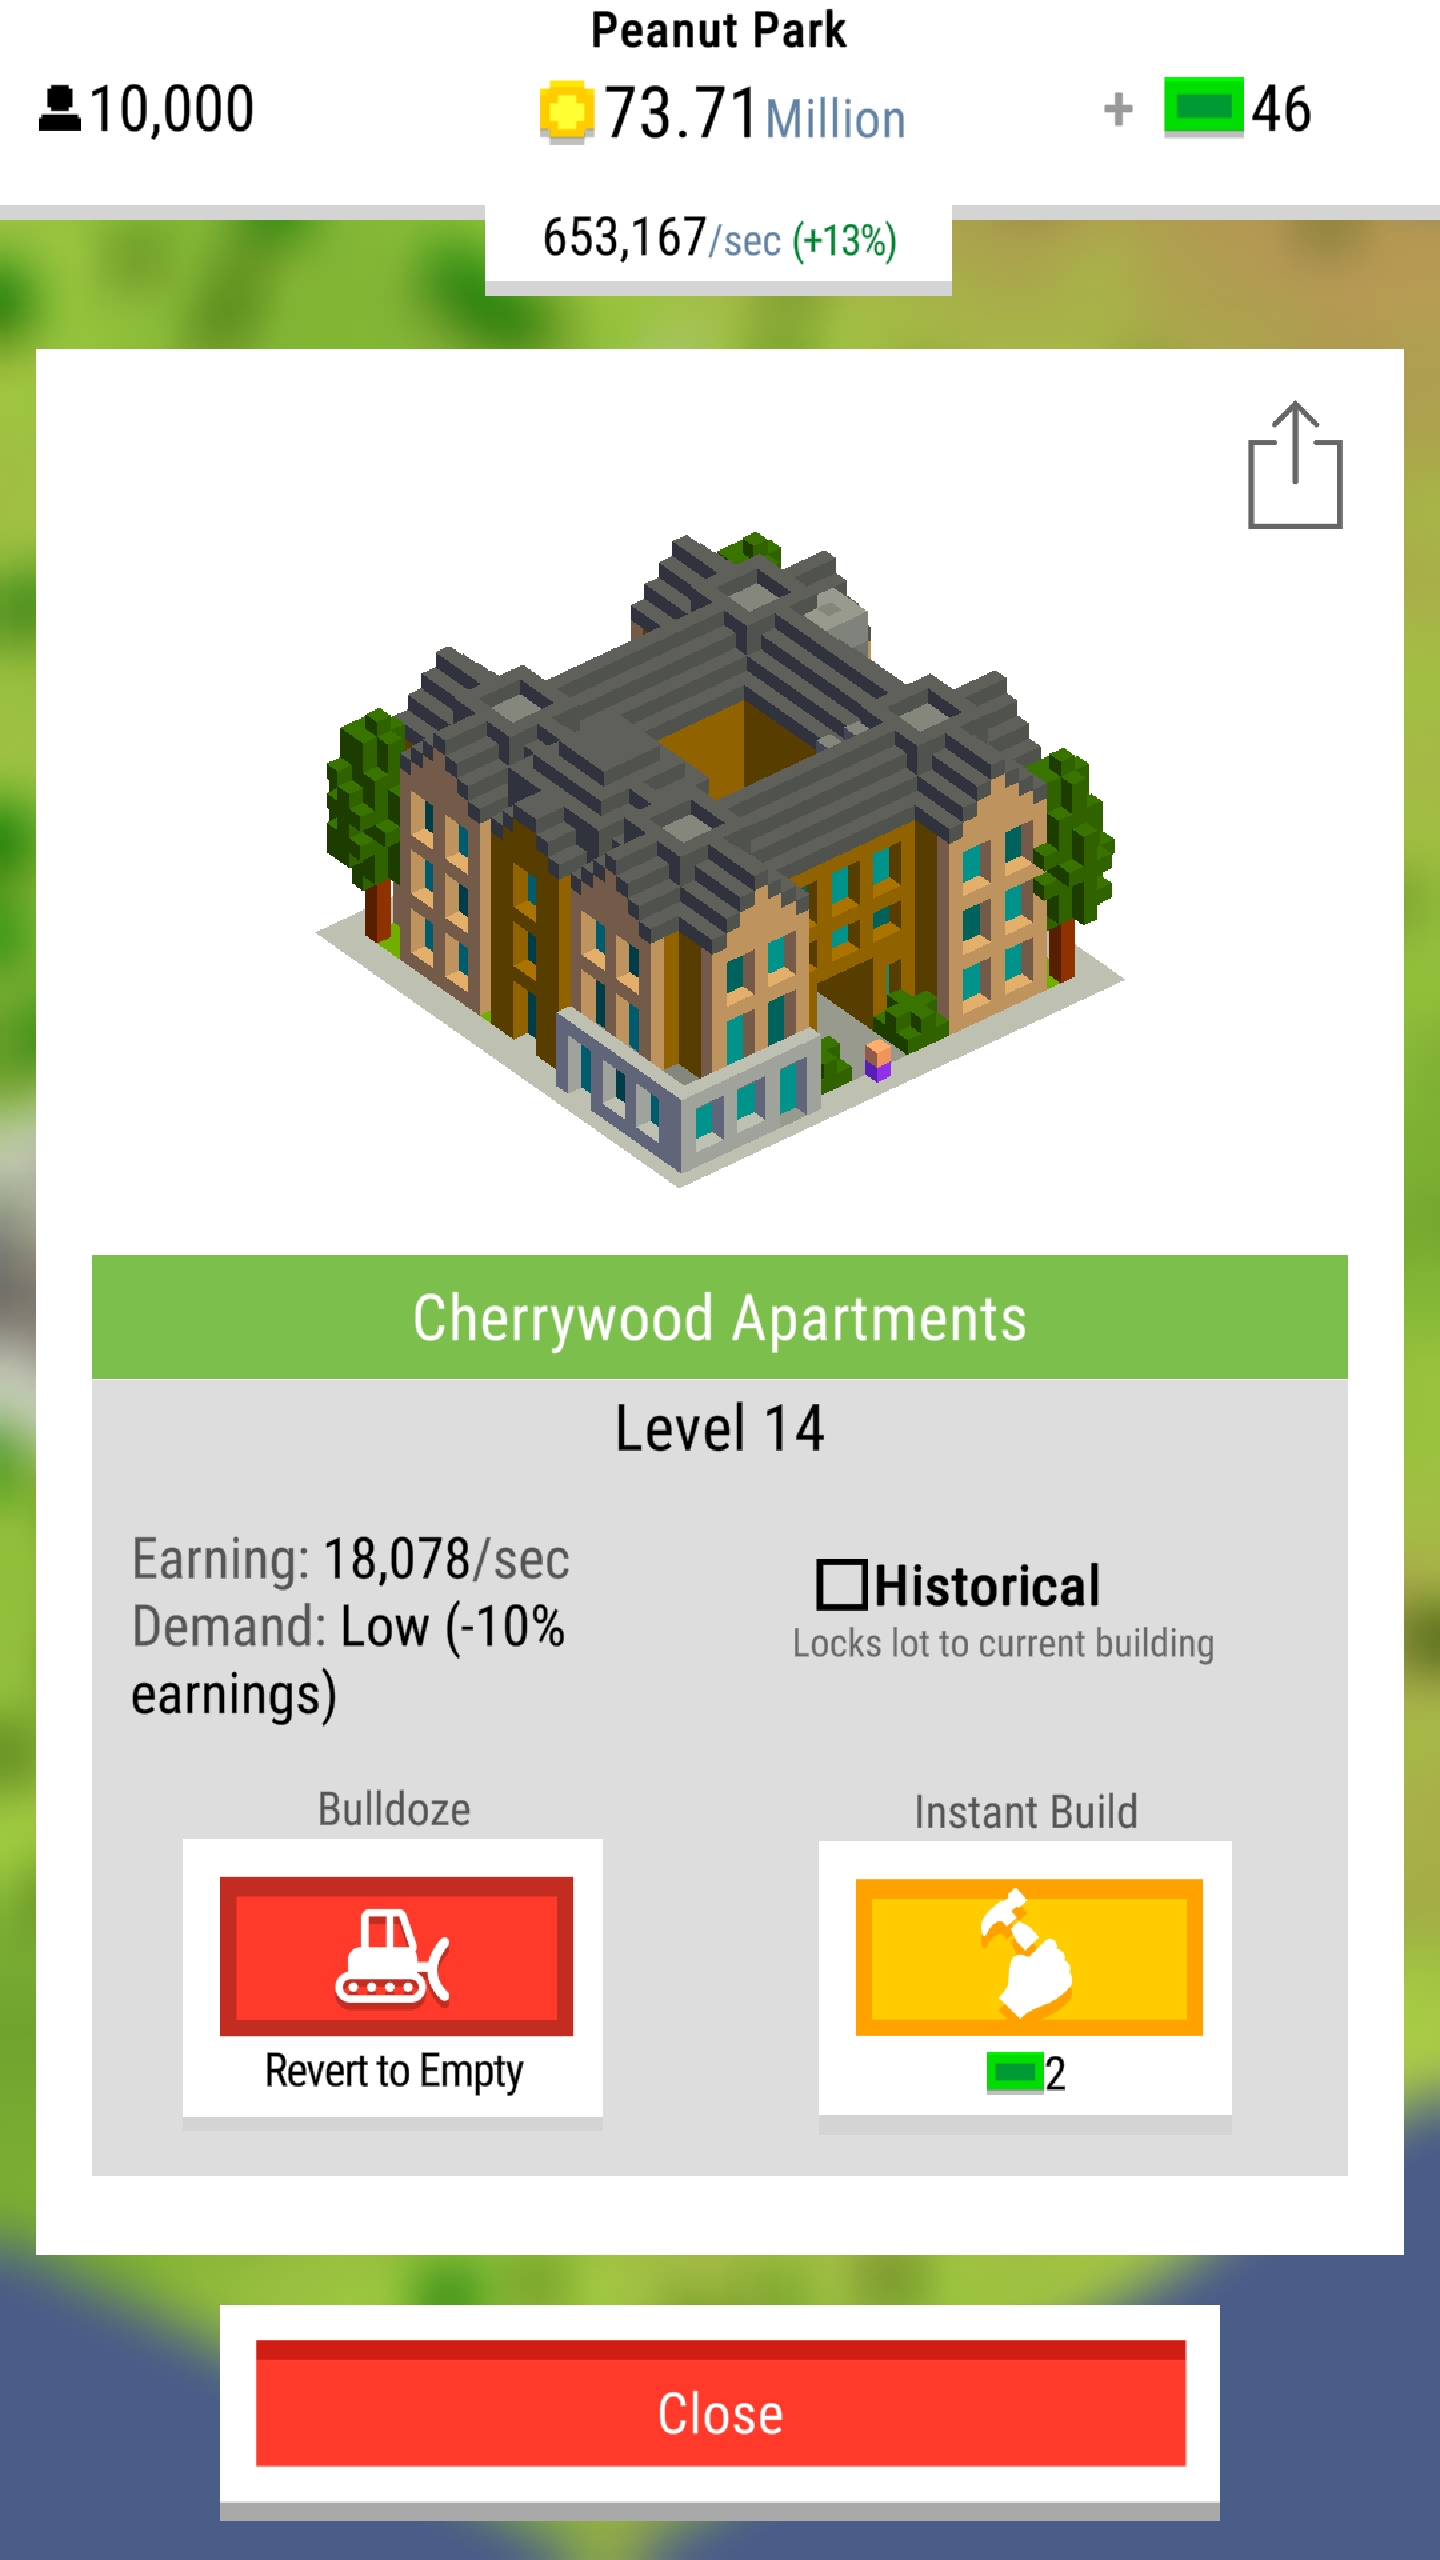 Peanut Park
10,000
73.71 Million
+ 46
653,167/sec (+13%)
Cherrywood Apartments
Level 14
Earning: 18,078/sec
Demand: Low (-10%
earnings)
Historical
Locks lot to current building
Bulldoze
Revert to Empty
Instant Build
2
Close